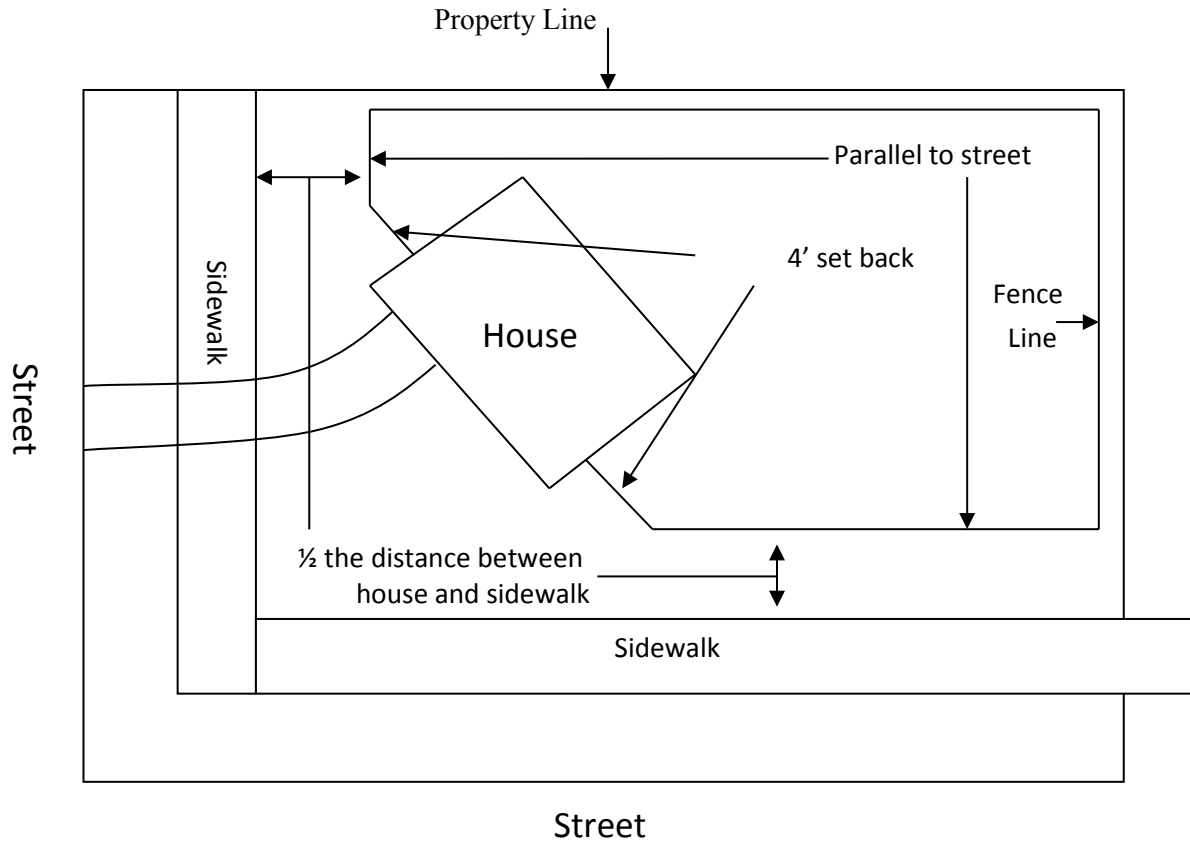 Property Line
Parallel to street
4’ set back
Sidewalk
Fence
Line
House
Street
½ the distance between
house and sidewalk
Sidewalk
Street